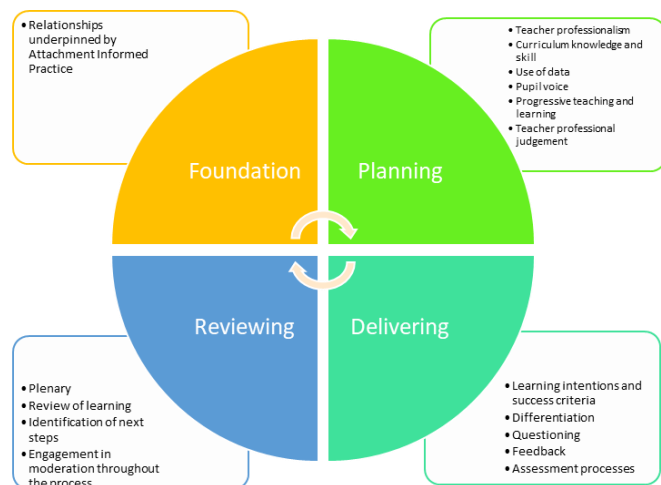 • Relationships
underpinned by
Attachment Informed
Practice
• Teacher professionalism
• Curriculum knowledge and
skill
• Use of data
• Pupil voice
• Progressive teaching and
learning
• Teacher professional
judgement
Foundation
Planning
Reviewing
Delivering
• Plenary
• Review of learning
• Identification of next
steps
• Engagement in
moderation throughout
the process
• Learning intentions and
success criteria
• Differentiation
• Questioning
• Feedback
• Assessment processes